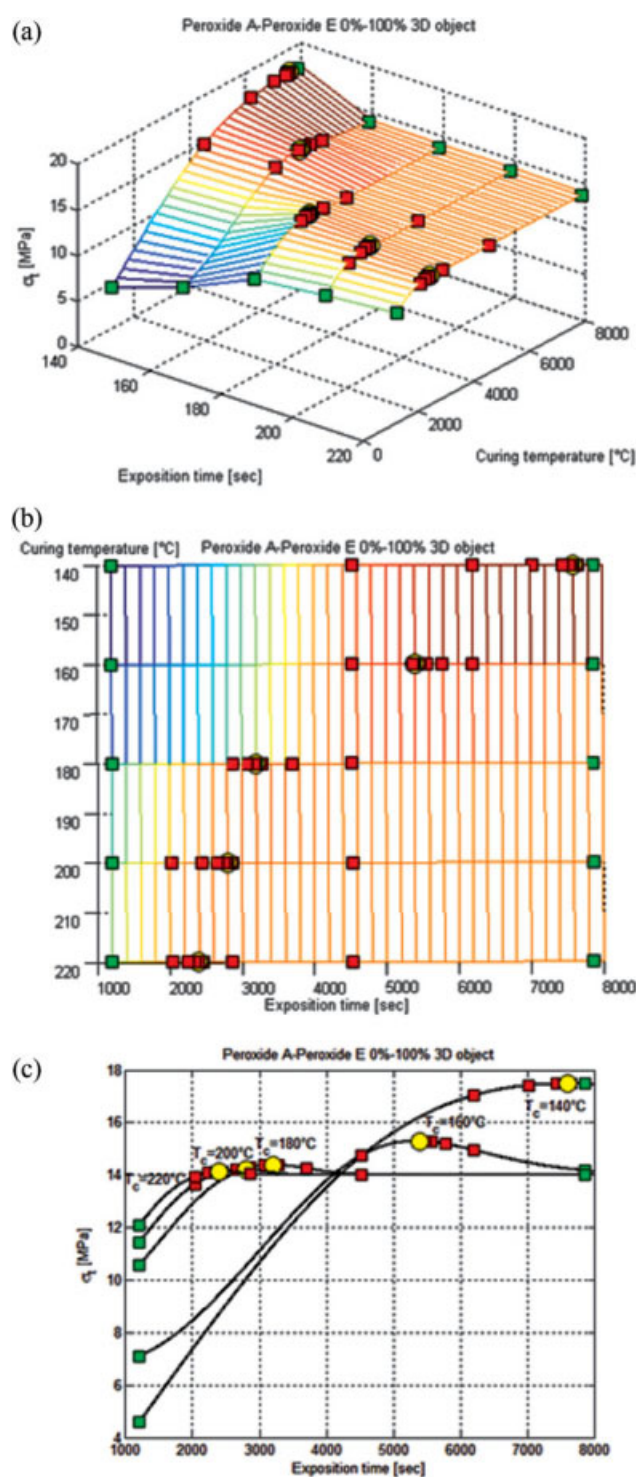 (a)
Peroxide A-Peroxide E 0%-100% 3D object
20
15
10
5
0
σt [MPa]
140
160
180
200
220
0
2000
4000
6000
8000
Exposition time [sec]
Curing temperature [°C]
(b)
Curing temperature [°C] Peroxide A-Peroxide E 0%-100% 3D object
140
150
160
170
180
190
200
210
220
1000 2000 3000 4000 5000 6000 7000 8000
Exposition time [sec]
(c)
Peroxide A-Peroxide E 0%-100% 3D object
18
16
14
12
10
8
6
4
σt [MPa]
Tc=140°C
Tc=160°C
Tc=180°C
Tc=200°C
Tc=220°C
1000 2000 3000 4000 5000 6000 7000 8000
Exposition time [sec]